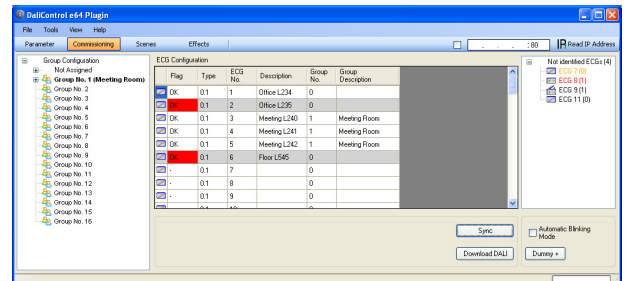 DaliControl e64 Plugin
File Tools View Help
Parameter Commissioning Scenes Effects . . . :80 IP Read IP Address
Group Configuration
Not Assigned
Group No. 1 (Meeting Room)
Group No. 2
Group No. 3
Group No. 4
Group No. 5
Group No. 6
Group No. 7
Group No. 8
Group No. 9
Group No. 10
Group No. 11
Group No. 12
Group No. 13
Group No. 14
Group No. 15
Group No. 16
ECG Configuration
Flag Type ECG No. Description Group No. Group Description
OK 0.1 1 Office L234 0
OK 0.1 2 Office L235 0
OK 0.1 3 Meeting L240 1 Meeting Room
OK 0.1 4 Meeting L241 1 Meeting Room
OK 0.1 5 Meeting L242 1 Meeting Room
OK 0.1 6 Floor L545 0
- 0.1 7 0
- 0.1 8 0
- 0.1 9 0
Not identified ECGs (4)
ECG 7 (0)
ECG 8 (1)
ECG 9 (1)
ECG 11 (0)
Sync
Download DALI
Automatic Blinking
Mode
Dummy +